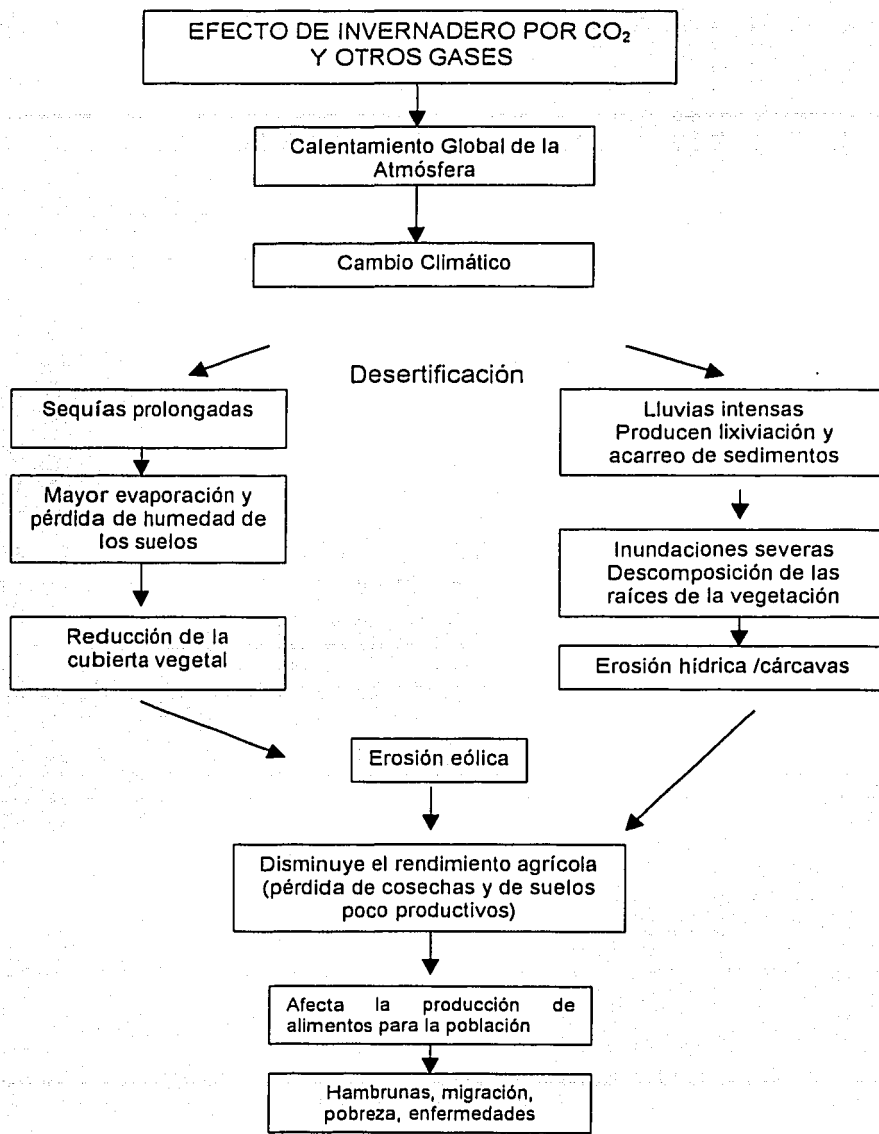 EFECTO DE INVERNADERO POR CO₂
Y OTROS GASES
Calentamiento Global de la
Atmósfera
Cambio Climático
Desertificación
Sequías prolongadas
Mayor evaporación y
pérdida de humedad de
los suelos
Reducción de la
cubierta vegetal
Lluvias intensas
Producen lixiviación y
acarreo de sedimentos
Inundaciones severas
Descomposición de las
raíces de la vegetación
Erosión hídrica /cárcavas
Erosión eólica
Disminuye el rendimiento agrícola
(pérdida de cosechas y de suelos
poco productivos)
Afecta la producción de
alimentos para la población
Hambrunas, migración,
pobreza, enfermedades